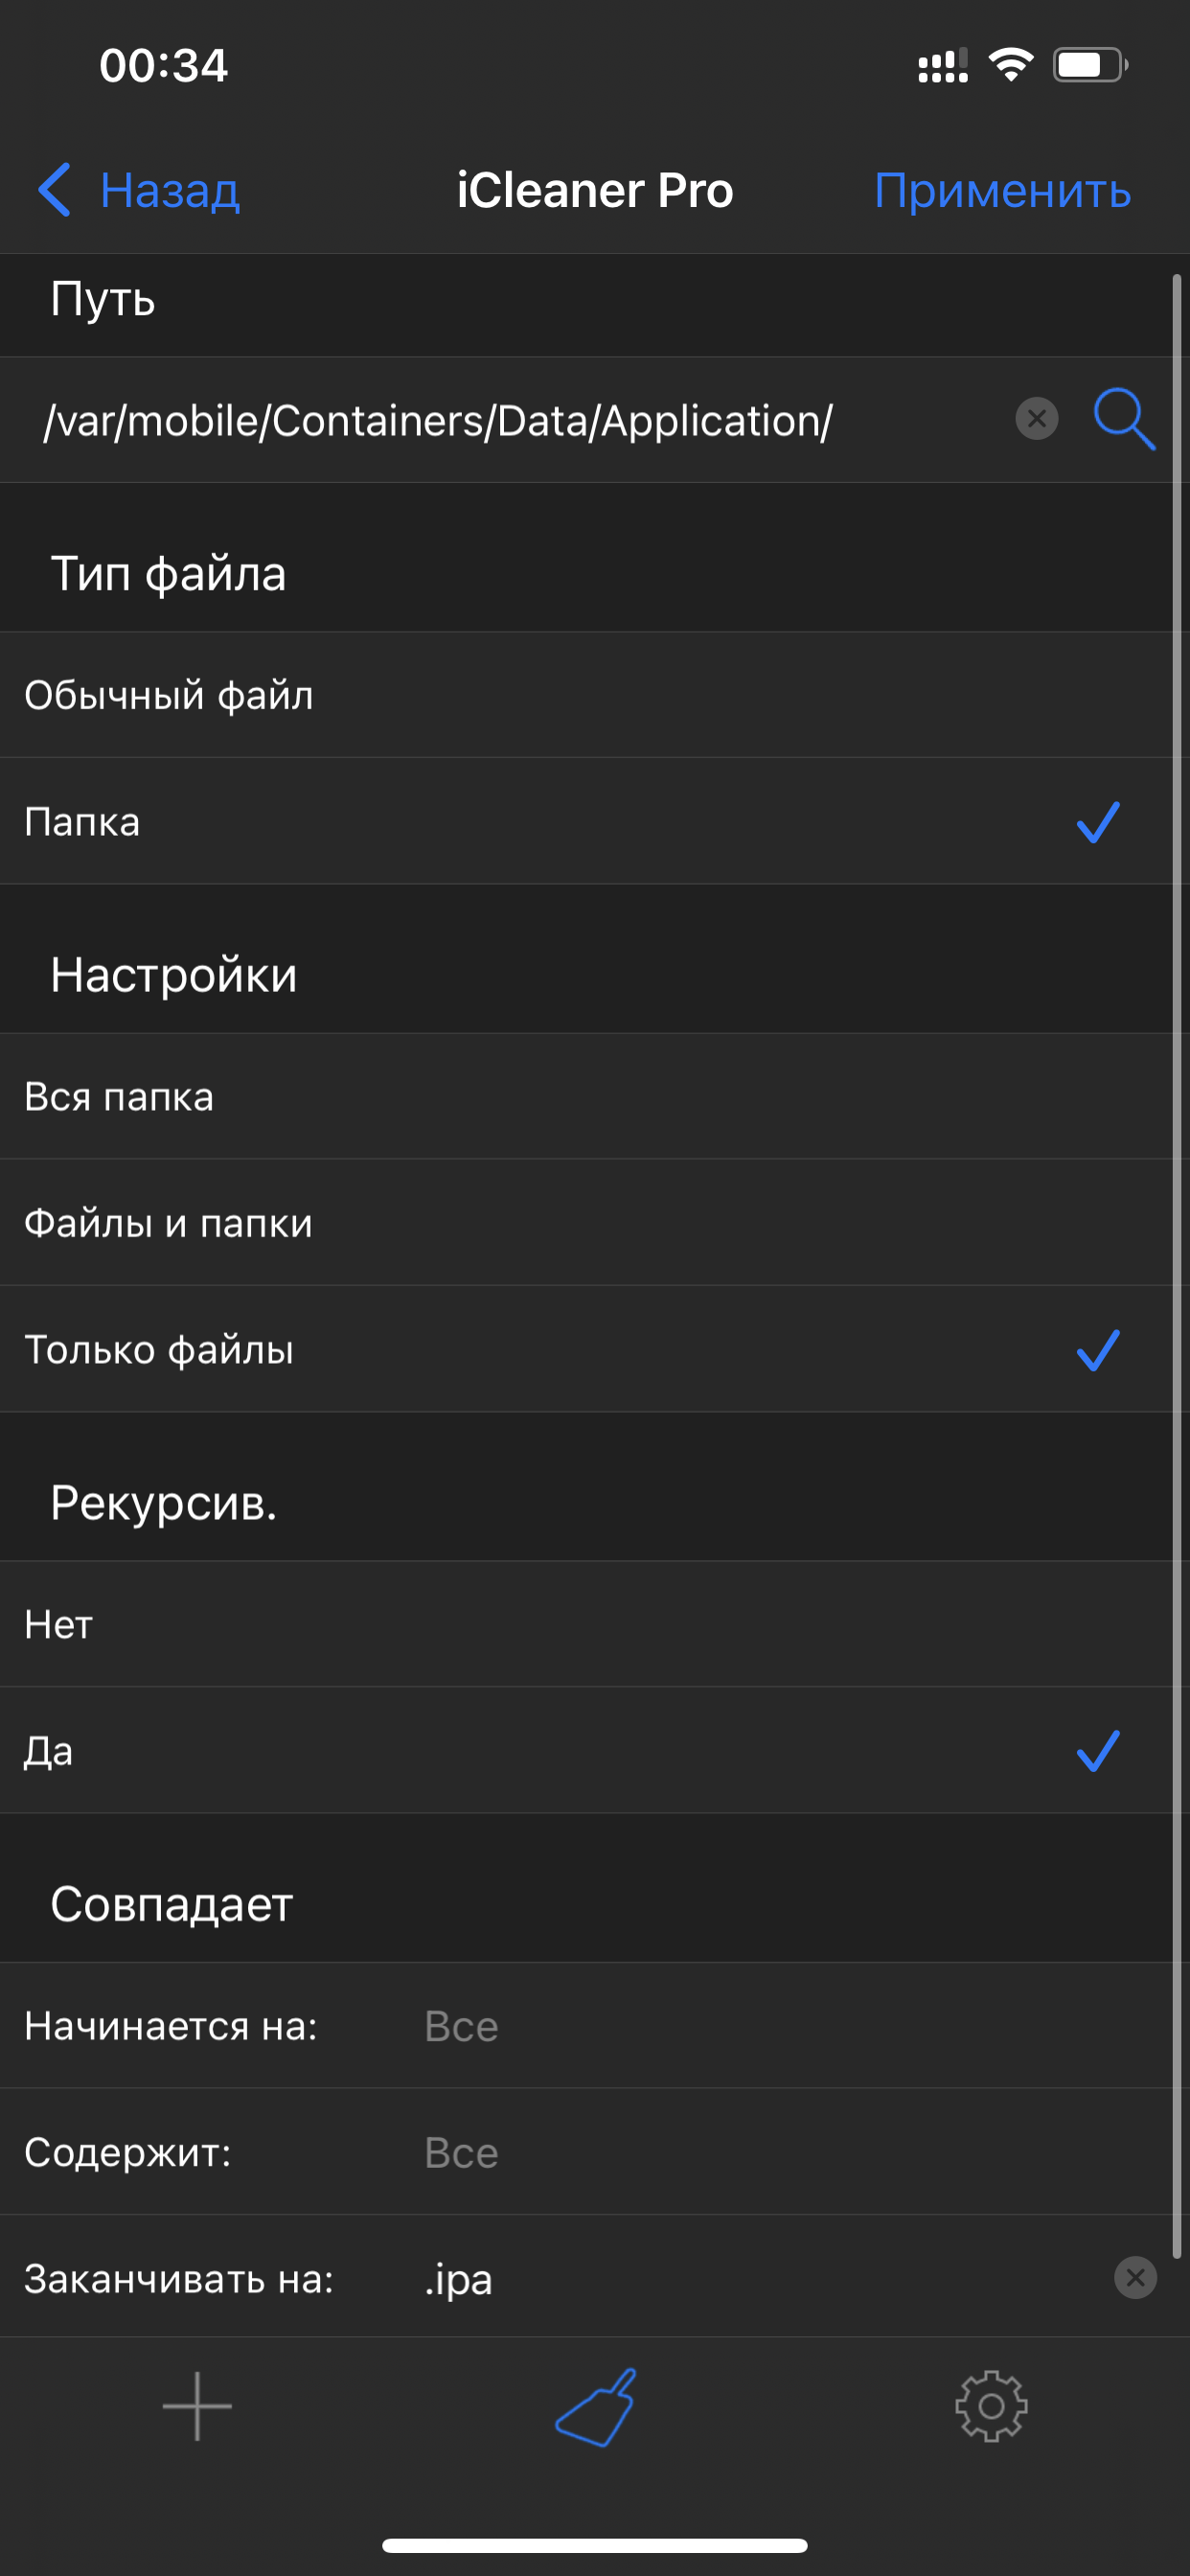 00:34
Назад
iCleaner Pro
Применить
Путь
/var/mobile/Containers/Data/Application/
Тип файла
Обычный файл
Папка
Настройки
Вся папка
Файлы и папки
Только файлы
Рекурсив.
Нет
Да
Совпадает
Начинается на: Все
Содержит: Все
Заканчивать на: .ipa